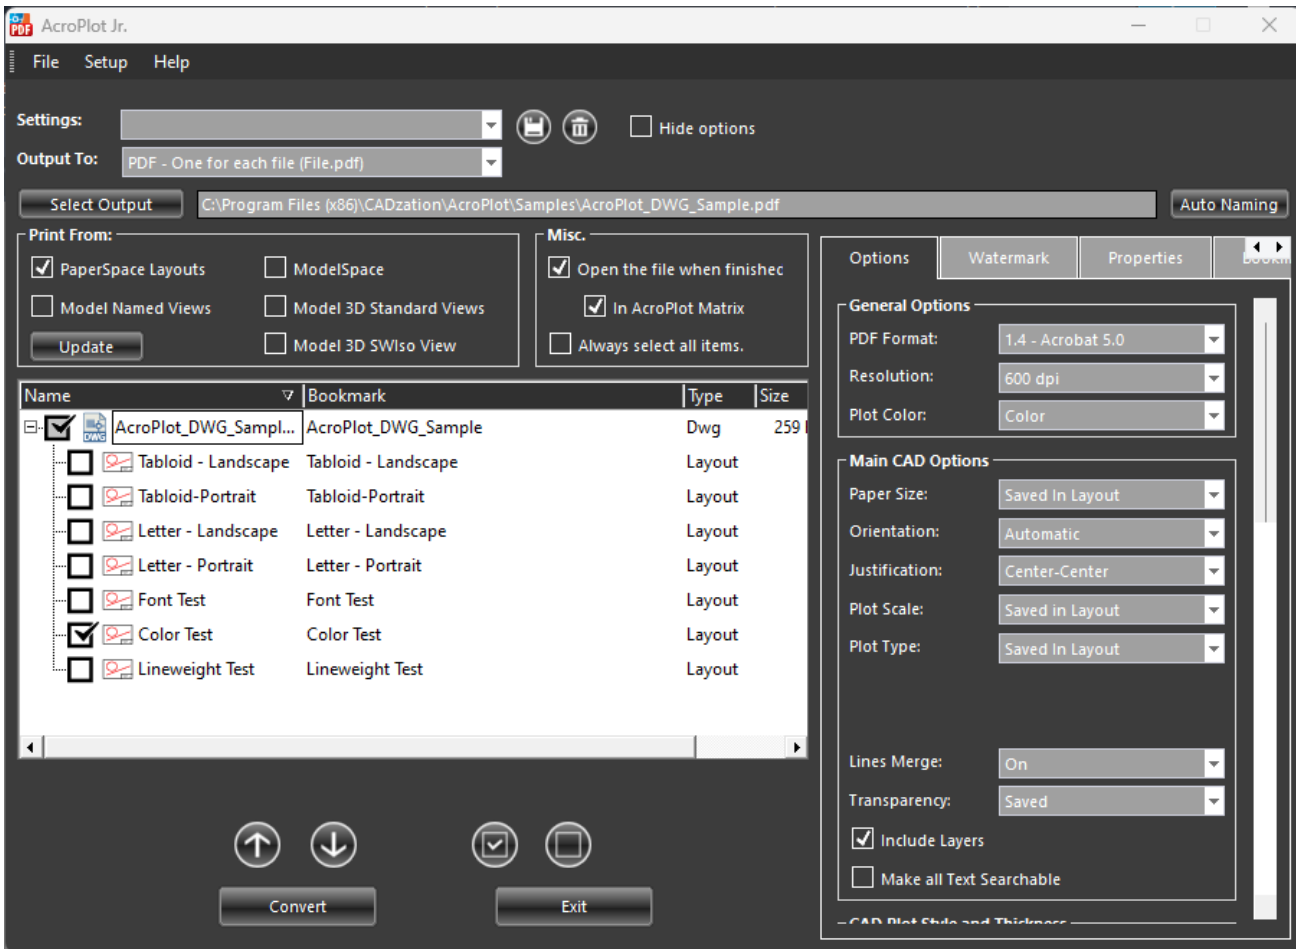 AcroPlot Jr.
File Setup Help
Settings:
Hide options
Output To: PDF - One for each file (File.pdf)
Select Output C:\Program Files (x86)\CADzation\AcroPlot\Samples\AcroPlot_DWG_Sample.pdf Auto Naming
Print From:
PaperSpace Layouts ModelSpace
Model Named Views Model 3D Standard Views
Update Model 3D SWIso View
Misc.
Open the file when finished
In AcroPlot Matrix
Always select all items.
Name Bookmark Type Size
AcroPlot_DWG_Sampl... AcroPlot_DWG_Sample Dwg 259
DWG
Tabloid - Landscape Tabloid - Landscape Layout
Tabloid-Portrait Tabloid-Portrait Layout
Letter - Landscape Letter - Landscape Layout
Letter - Portrait Letter - Portrait Layout
Font Test Font Test Layout
Color Test Color Test Layout
Lineweight Test Lineweight Test Layout
Convert Exit
Options Watermark Properties
General Options
PDF Format: 1.4 - Acrobat 5.0
Resolution: 600 dpi
Plot Color: Color
Main CAD Options
Paper Size: Saved In Layout
Orientation: Automatic
Justification: Center-Center
Plot Scale: Saved in Layout
Plot Type: Saved In Layout
Lines Merge: On
Transparency: Saved
Include Layers
Make all Text Searchable
CAD Plot Style and Thickness